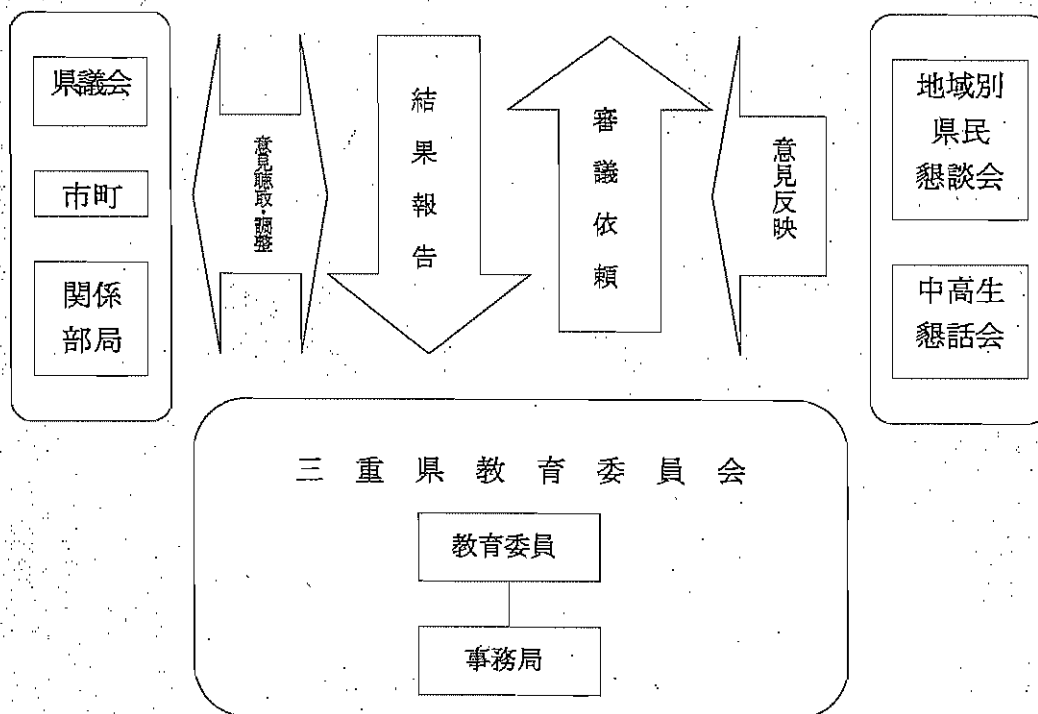 県議会
市町
関係
部局
意見聴取・調整
結果報告
審議依頼
意見反映
地域別
県民
懇談会
中高生
懇話会
三重県教育委員会
教育委員
事務局